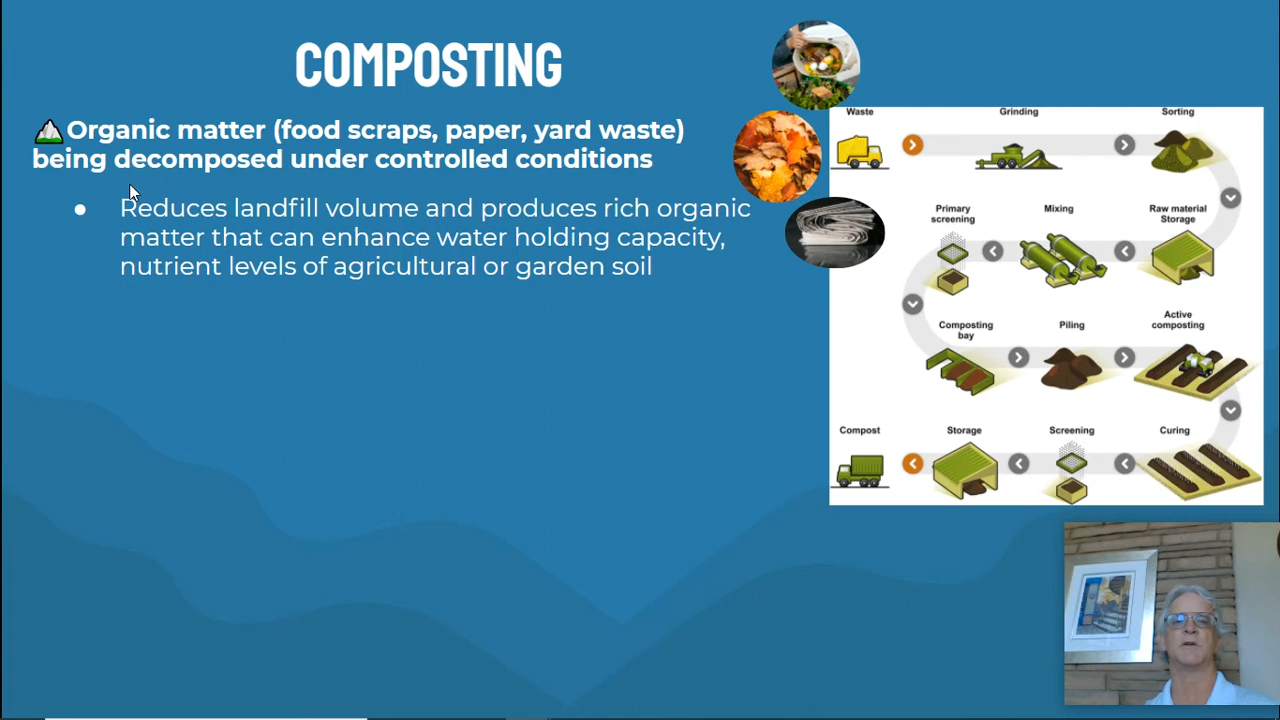 COMPOSTING
Organic matter (food scraps, paper, yard waste)
being decomposed under controlled conditions
● Reduces landfill volume and produces rich organic
matter that can enhance water holding capacity,
nutrient levels of agricultural or garden soil
Waste
Grinding
Sorting
Primary
screening
Mixing
Raw material
Storage
Composting
bay
Piling
Active
composting
Compost
Storage
Screening
Curing